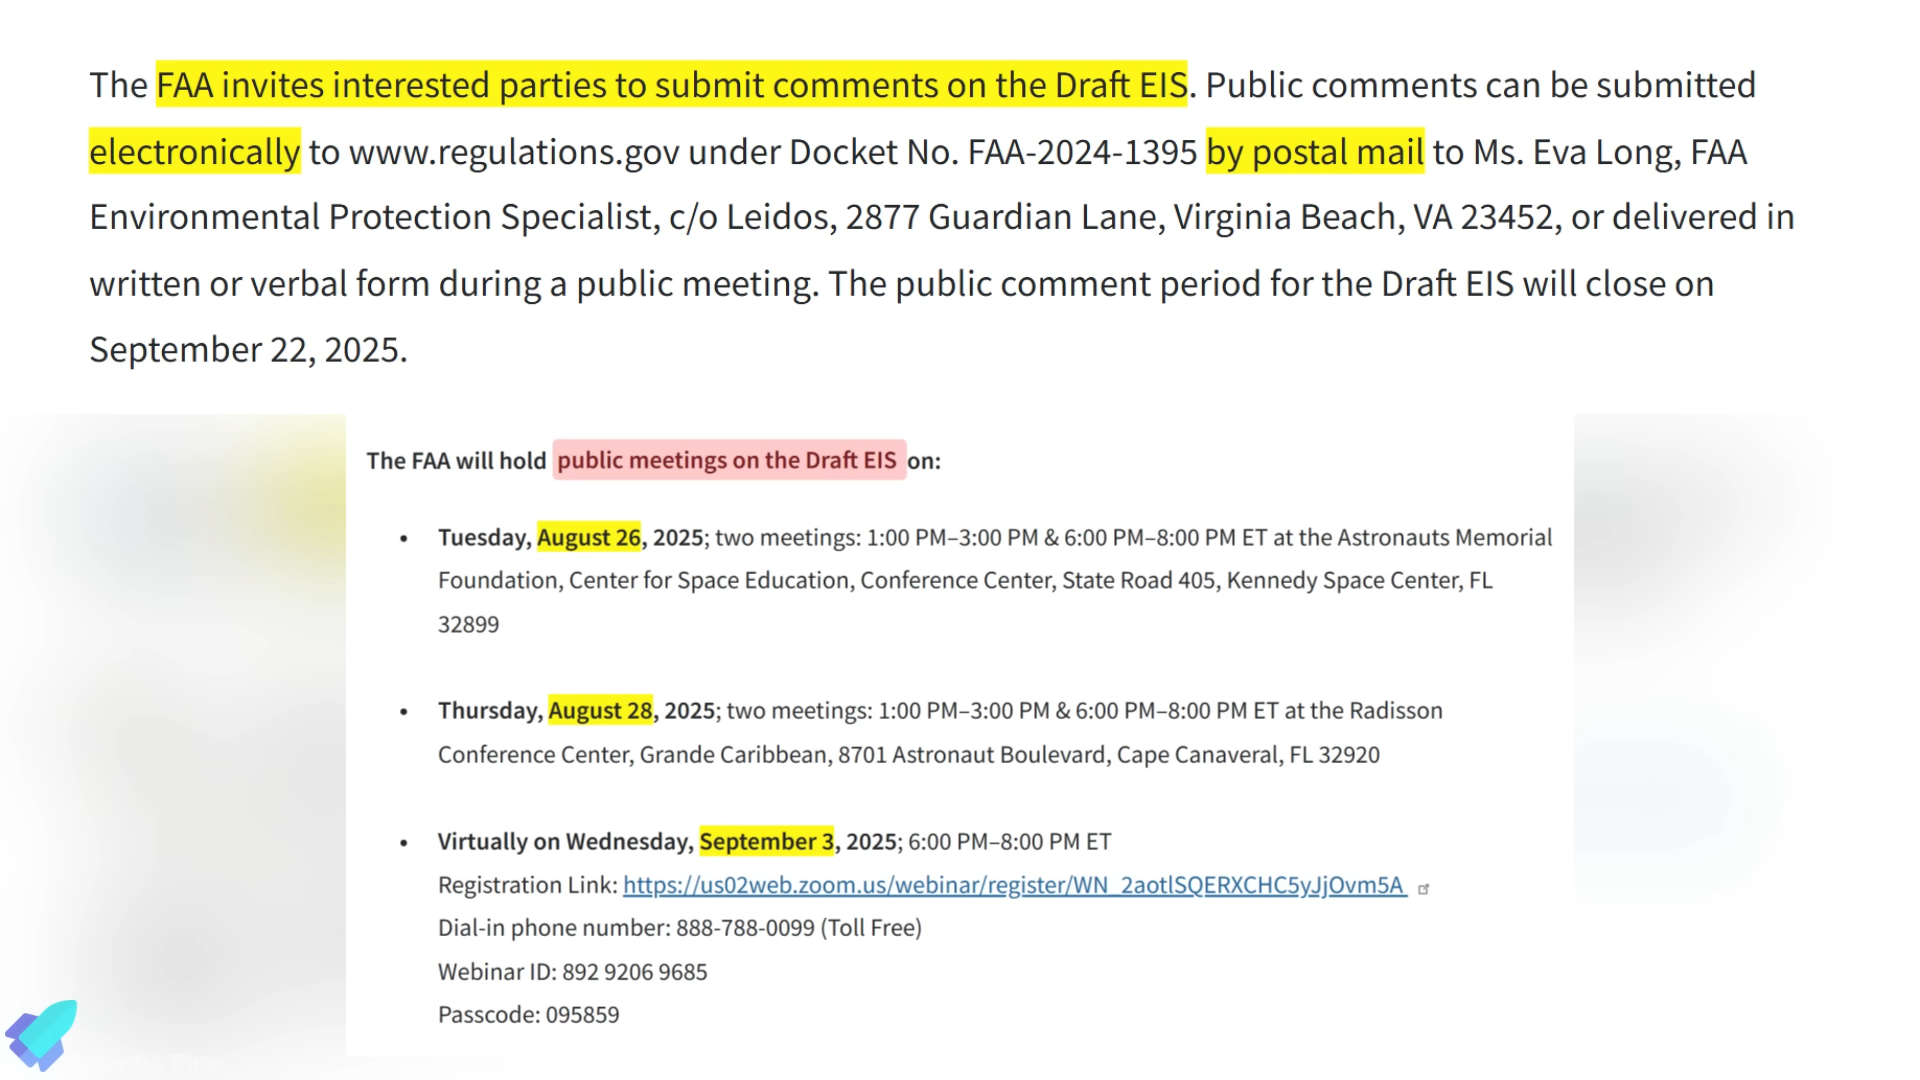 The FAA invites interested parties to submit comments on the Draft EIS. Public comments can be submitted
electronically to www.regulations.gov under Docket No. FAA-2024-1395 by postal mail to Ms. Eva Long, FAA
Environmental Protection Specialist, c/o Leidos, 2877 Guardian Lane, Virginia Beach, VA 23452, or delivered in
written or verbal form during a public meeting. The public comment period for the Draft EIS will close on
September 22, 2025.
The FAA will hold public meetings on the Draft EIS on:
• Tuesday, August 26, 2025; two meetings: 1:00 PM–3:00 PM & 6:00 PM–8:00 PM ET at the Astronauts Memorial
Foundation, Center for Space Education, Conference Center, State Road 405, Kennedy Space Center, FL
32899
• Thursday, August 28, 2025; two meetings: 1:00 PM–3:00 PM & 6:00 PM–8:00 PM ET at the Radisson
Conference Center, Grande Caribbean, 8701 Astronaut Boulevard, Cape Canaveral, FL 32920
• Virtually on Wednesday, September 3, 2025; 6:00 PM–8:00 PM ET
Registration Link: https://us02web.zoom.us/webinar/register/WN_2aotlSQERXCHC5yJjOvm5A
Dial-in phone number: 888-788-0099 (Toll Free)
Webinar ID: 892 9206 9685
Passcode: 095859